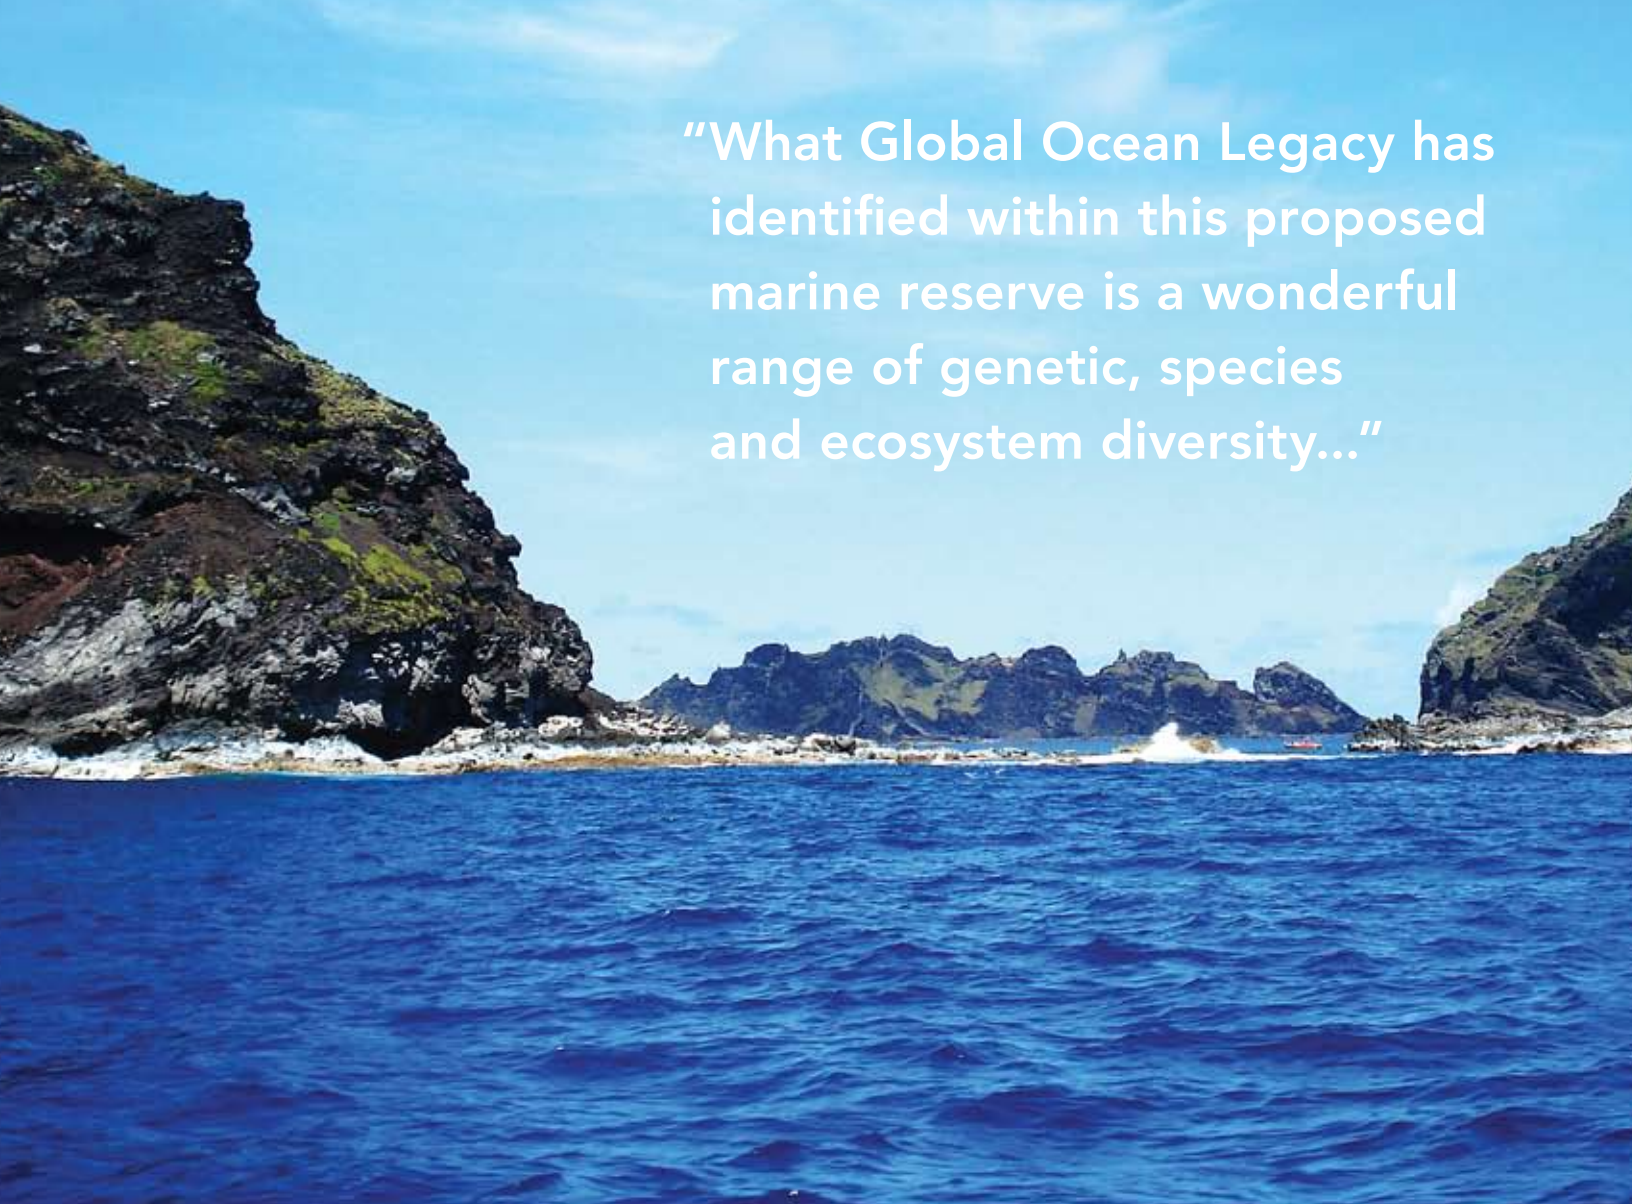 “What Global Ocean Legacy has
identified within this proposed
marine reserve is a wonderful
range of genetic, species
and ecosystem diversity...”